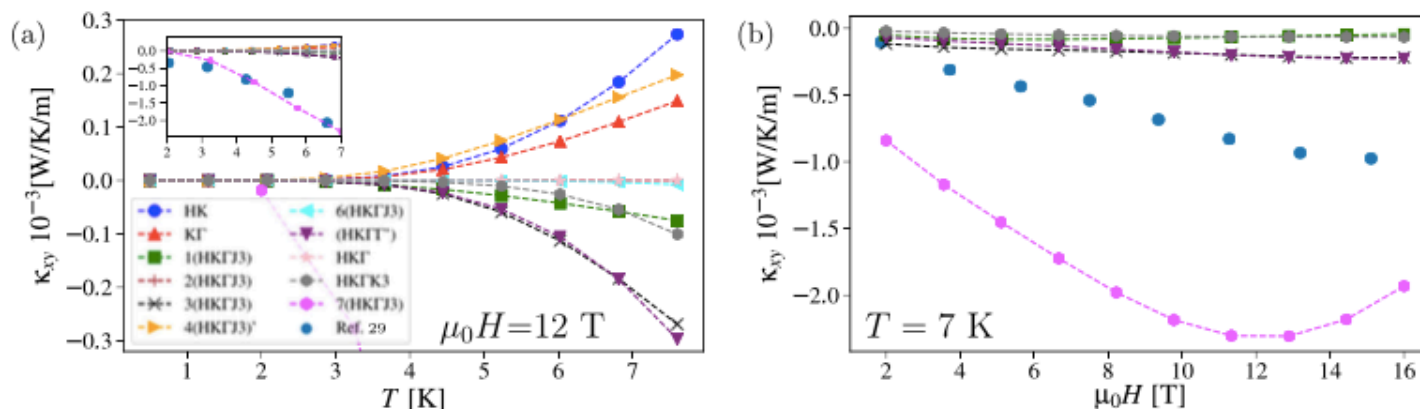 (a)
0.3
0.2
0.1
0.0
−0.1
−0.2
−0.3
κxy 10−3[W/K/m]
0.0
−0.5
−1.0
−1.5
−2.0
2 3 4 5 6 7
HK
KΓ
1(HKΓJ3)
2(HKΓJ3)
3(HKΓJ3)
4(HKΓJ3)'
6(HKΓJ3)
(HKΓΓ')
HKΓ
HKΓK3
7(HKΓJ3)
Ref. 29
μ0H=12 T
1 2 3 4 5 6 7
T [K]
(b)
0.0
−0.5
−1.0
−1.5
−2.0
κxy 10−3 [W/K/m]
T = 7 K
2 4 6 8 10 12 14 16
μ0H [T]